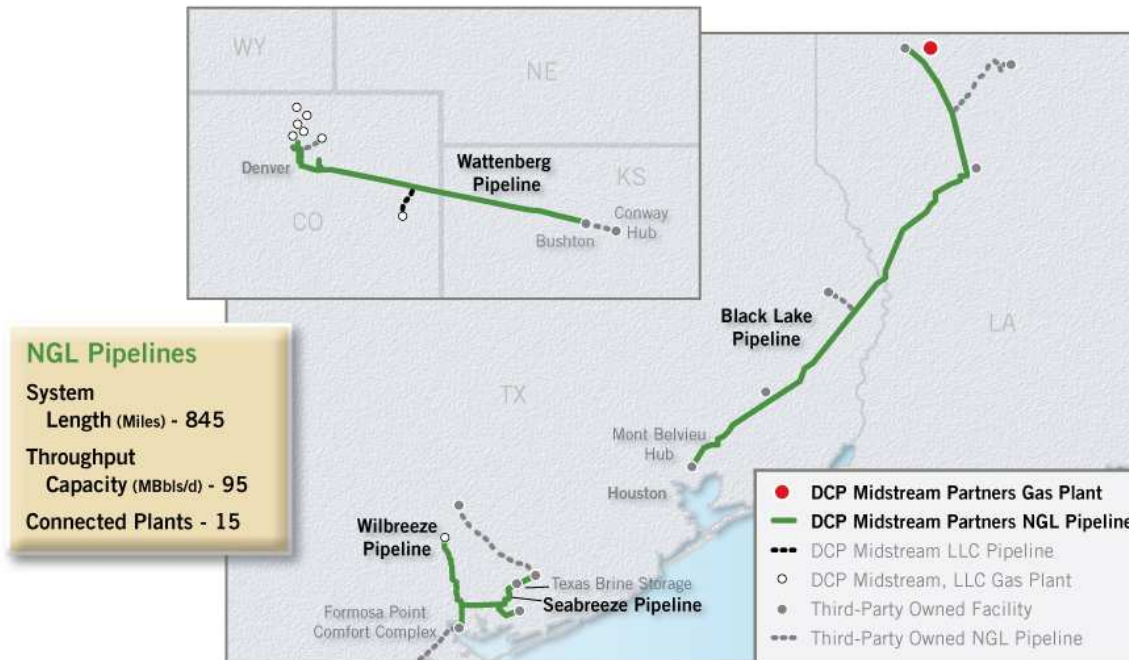 WY
NE
Denver
Wattenberg
Pipeline
KS
CO
Conway
Hub
Bushton
NGL Pipelines
System
Length (Miles) - 845
Throughput
Capacity (MBbls/d) - 95
Connected Plants - 15
Black Lake
Pipeline
LA
TX
Mont Belvieu
Hub
Houston
Wilbreeze
Pipeline
Texas Brine Storage
Seabreeze Pipeline
Formosa Point
Comfort Complex
DCP Midstream Partners Gas Plant
DCP Midstream Partners NGL Pipeline
DCP Midstream LLC Pipeline
DCP Midstream, LLC Gas Plant
Third-Party Owned Facility
Third-Party Owned NGL Pipeline